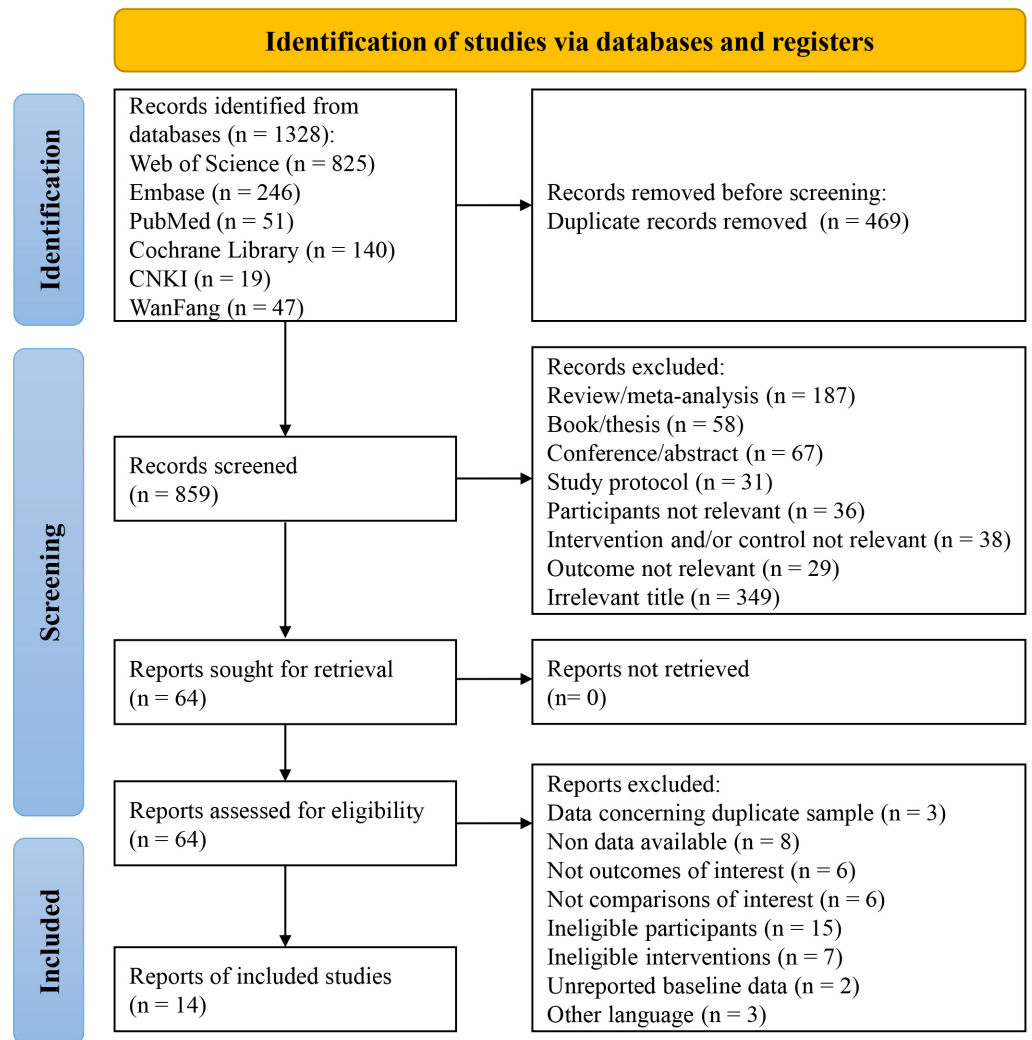 Identification of studies via databases and registers
Identification
Records identified from
databases (n = 1328):
Web of Science (n = 825)
Embase (n = 246)
PubMed (n = 51)
Cochrane Library (n = 140)
CNKI (n = 19)
WanFang (n = 47)
Records removed before screening:
Duplicate records removed  (n = 469)
Screening
Records screened
(n = 859)
Records excluded:
Review/meta-analysis (n = 187)
Book/thesis (n = 58)
Conference/abstract (n = 67)
Study protocol (n = 31)
Participants not relevant (n = 36)
Intervention and/or control not relevant (n = 38)
Outcome not relevant (n = 29)
Irrelevant title (n = 349)
Reports sought for retrieval
(n = 64)
Reports not retrieved
(n= 0)
Reports assessed for eligibility
(n = 64)
Reports excluded:
Data concerning duplicate sample (n = 3)
Non data available (n = 8)
Not outcomes of interest (n = 6)
Not comparisons of interest (n = 6)
Ineligible participants (n = 15)
Ineligible interventions (n = 7)
Unreported baseline data (n = 2)
Other language (n = 3)
Included
Reports of included studies
(n = 14)